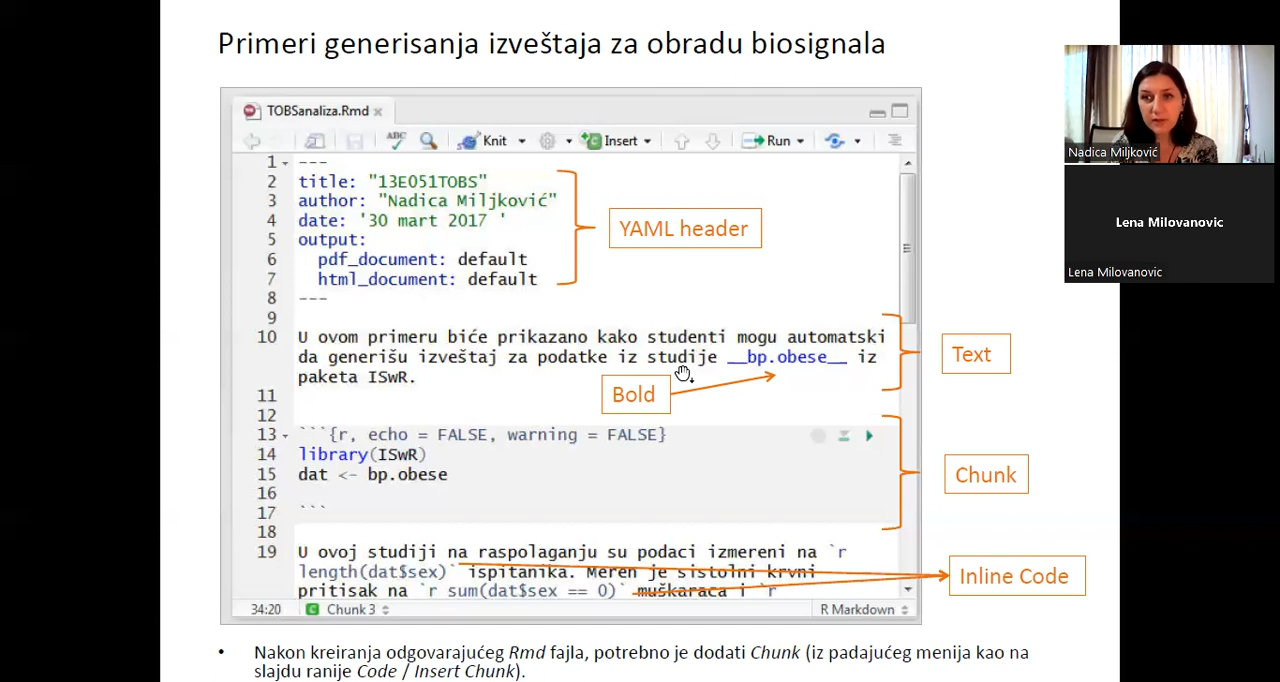 Primeri generisanja izveštaja za obradu biosignala
TOBSanaliza.Rmd
ABC
Knit
Insert
Run
1 ---
2 title: "13E051TOBS"
3 author: "Nadica Miljković"
4 date: '30 mart 2017 '
5 output:
6 pdf_document: default
7 html_document: default
8 ---
9
10 U ovom primeru biće prikazano kako studenti mogu automatski
da generišu izveštaj za podatke iz studije __bp.obese__ iz
paketa ISwR.
11
12
13 ```{r, echo = FALSE, warning = FALSE}
14 library(ISwR)
15 dat <- bp.obese
16
17 ```
18
19 U ovoj studiji na raspolaganju su podaci izmereni na `r
length(dat$sex)` ispitanika. Meren je sistolni krvni
pritisak na `r sum(dat$sex == 0)` muškaraca i `r
34:20
C Chunk 3
R Markdown
YAML header
Text
Bold
Chunk
Inline Code
• Nakon kreiranja odgovarajućeg Rmd fajla, potrebno je dodati Chunk (iz padajućeg menija kao na
slajdu ranije Code / Insert Chunk).
Nadica Miljković
Lena Milovanovic
Lena Milovanovic